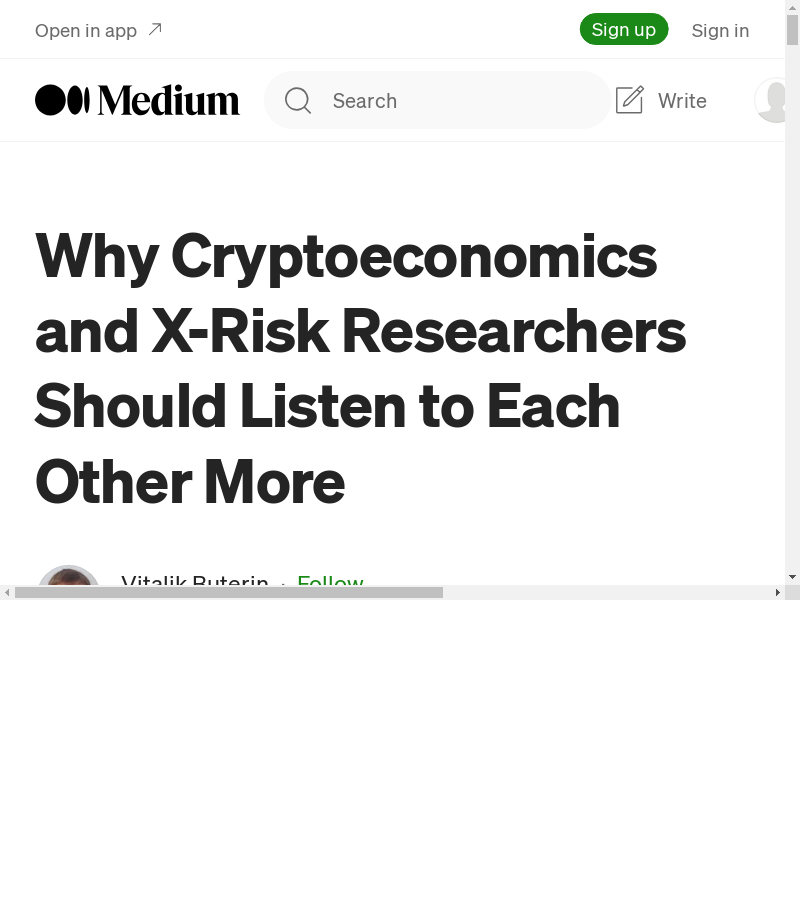 Open in app
Sign up
Sign in
Medium
Search
Write
Why Cryptoeconomics
and X-Risk Researchers
Should Listen to Each
Other More
Vitalik Buterin · Follow